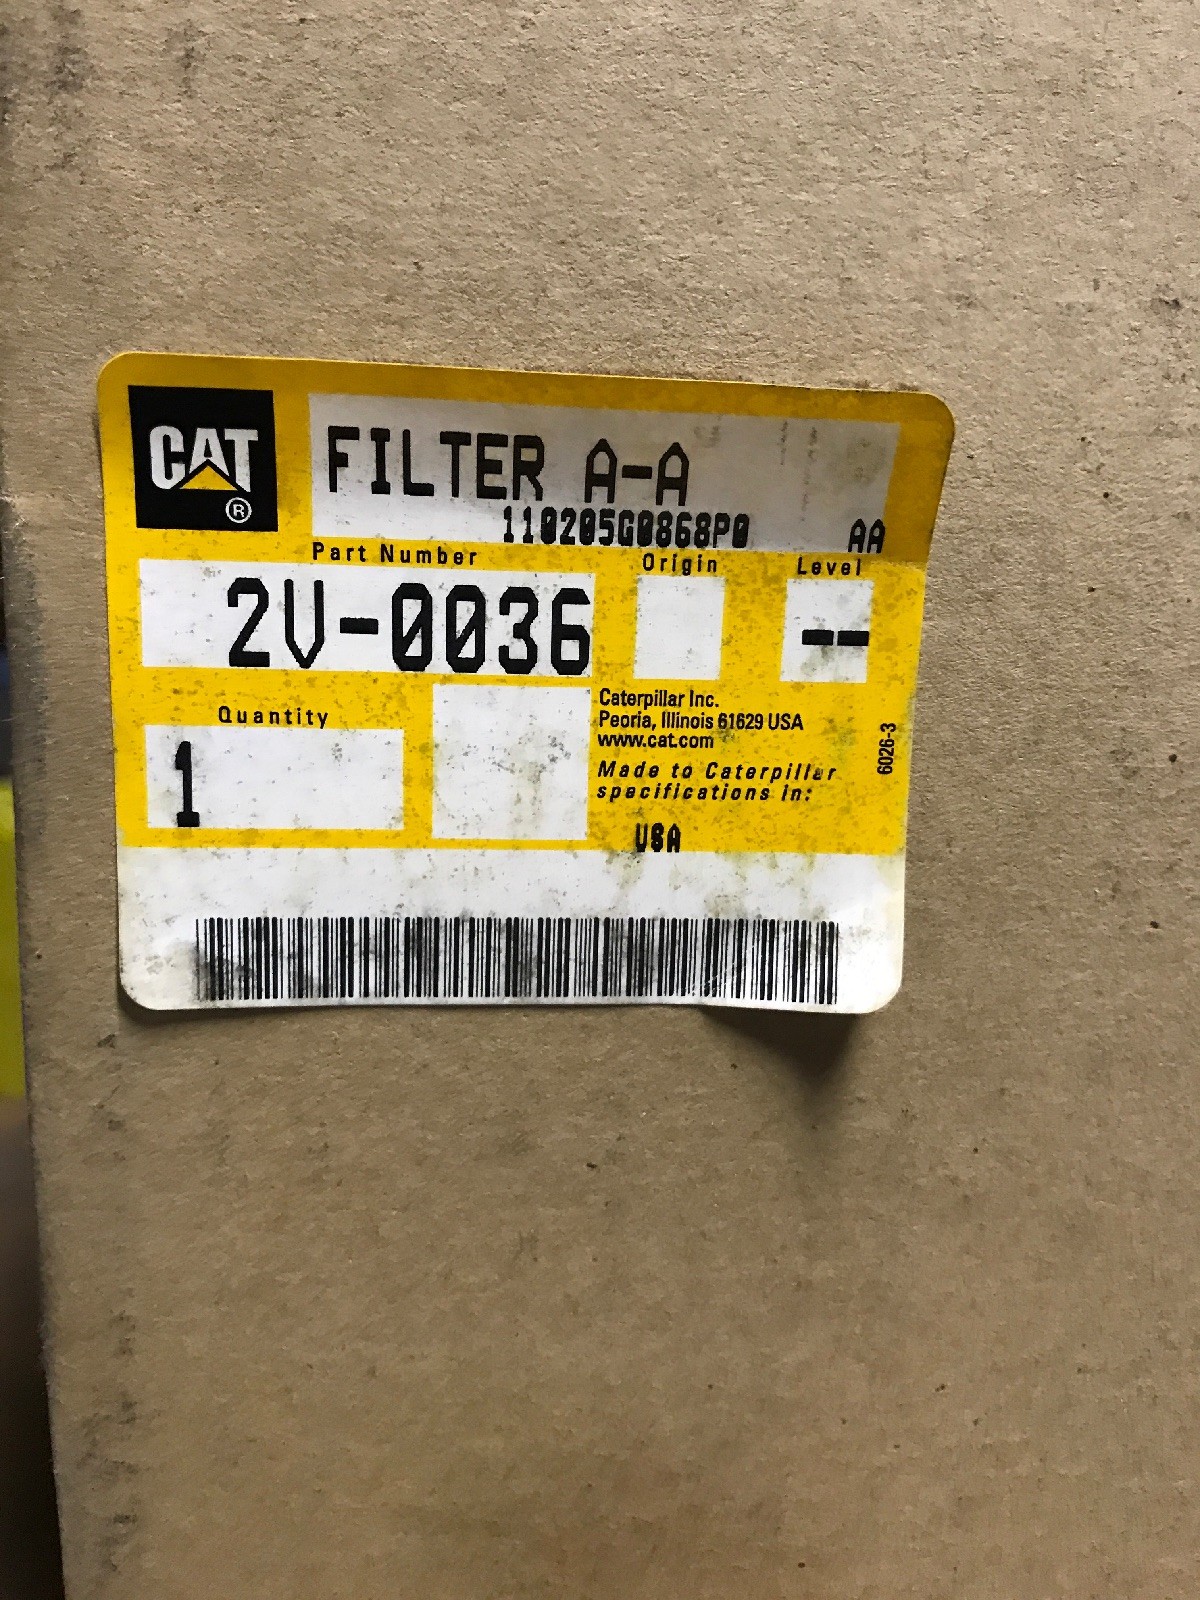 CAT
®
FILTER A-A
110205G0868P0 AA
Part Number Origin Level
2V-0036 --
Quantity
1
Caterpillar Inc.
Peoria, Illinois 61629 USA
www.cat.com
Made to Caterpillar
specifications in:
USA
6026-3